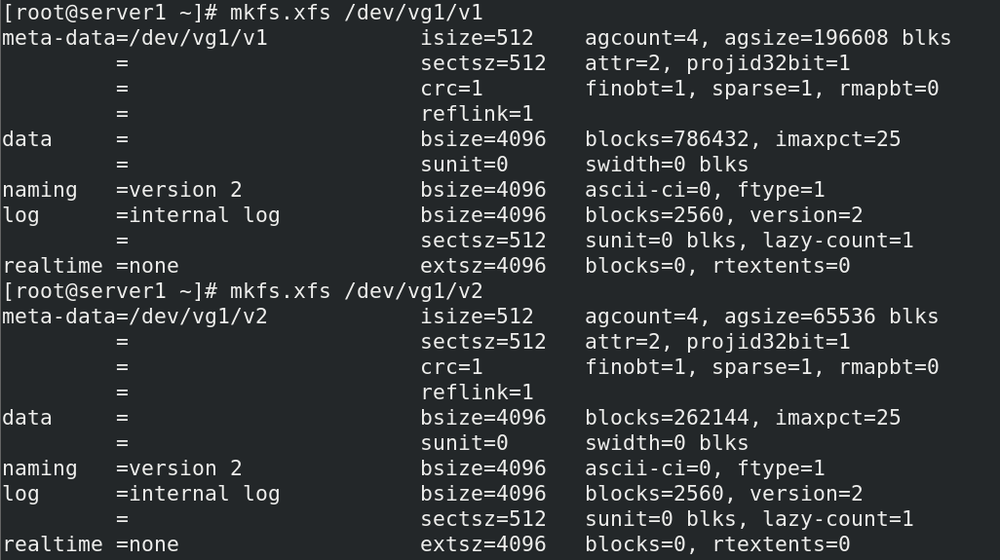 [root@server1 ~]# mkfs.xfs /dev/vg1/v1
meta-data=/dev/vg1/v1            isize=512    agcount=4, agsize=196608 blks
         =                       sectsz=512   attr=2, projid32bit=1
         =                       crc=1        finobt=1, sparse=1, rmapbt=0
         =                       reflink=1
data     =                       bsize=4096   blocks=786432, imaxpct=25
         =                       sunit=0      swidth=0 blks
naming   =version 2              bsize=4096   ascii-ci=0, ftype=1
log      =internal log           bsize=4096   blocks=2560, version=2
         =                       sectsz=512   sunit=0 blks, lazy-count=1
realtime =none                   extsz=4096   blocks=0, rtextents=0
[root@server1 ~]# mkfs.xfs /dev/vg1/v2
meta-data=/dev/vg1/v2            isize=512    agcount=4, agsize=65536 blks
         =                       sectsz=512   attr=2, projid32bit=1
         =                       crc=1        finobt=1, sparse=1, rmapbt=0
         =                       reflink=1
data     =                       bsize=4096   blocks=262144, imaxpct=25
         =                       sunit=0      swidth=0 blks
naming   =version 2              bsize=4096   ascii-ci=0, ftype=1
log      =internal log           bsize=4096   blocks=2560, version=2
         =                       sectsz=512   sunit=0 blks, lazy-count=1
realtime =none                   extsz=4096   blocks=0, rtextents=0